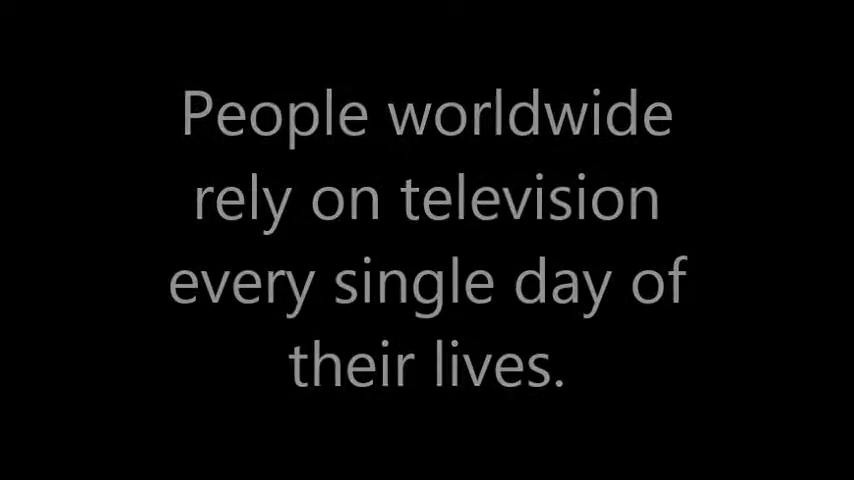 People worldwide
rely on television
every single day of
their lives.